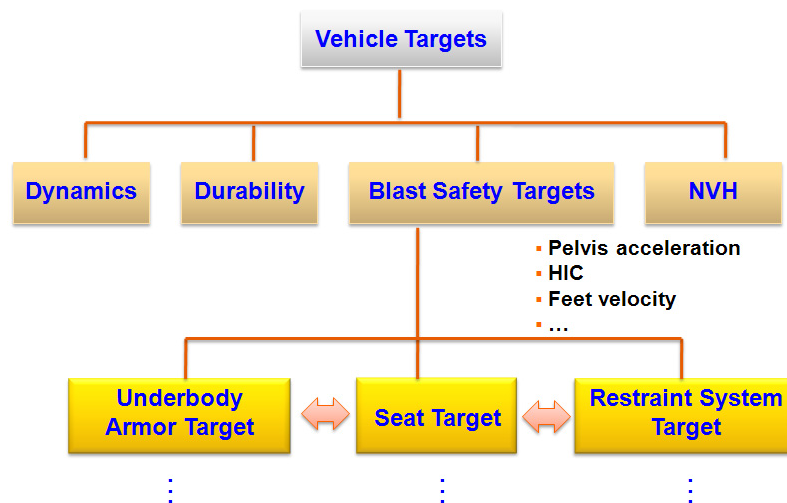 Vehicle Targets
Dynamics
Durability
Blast Safety Targets
NVH
Pelvis acceleration
HIC
Feet velocity
…
Underbody
Armor Target
Seat Target
Restraint System
Target